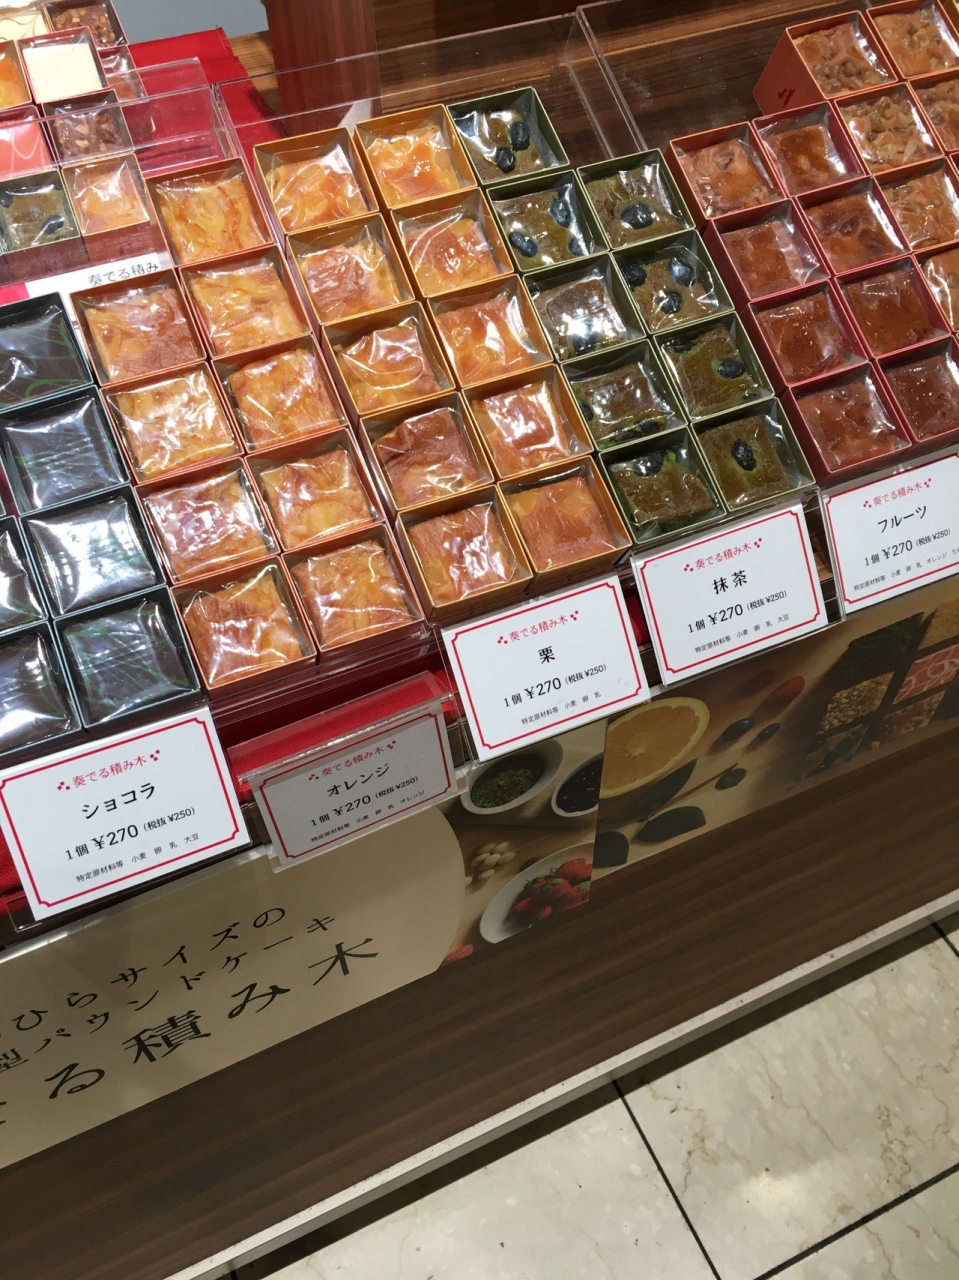 奏でる積み
奏でる積み木
ショコラ
1個 ¥270 (税抜 ¥250)
特定原材料等 小麦 卵 乳 大豆
奏でる積み木
オレンジ
1個 ¥270 (税抜 ¥250)
特定原材料等 小麦 卵 乳 オレンジ
奏でる積み木
栗
1個 ¥270 (税抜 ¥250)
特定原材料等 小麦 卵 乳
奏でる積み木
抹茶
1個 ¥270 (税抜 ¥250)
特定原材料等 小麦 卵 乳 大豆
奏でる積み木
フルーツ
1個 ¥270 (税抜 ¥250)
特定原材料等 小麦 卵 乳 オレンジ
ひらサイズの
型パウンドケーキ
る積み木